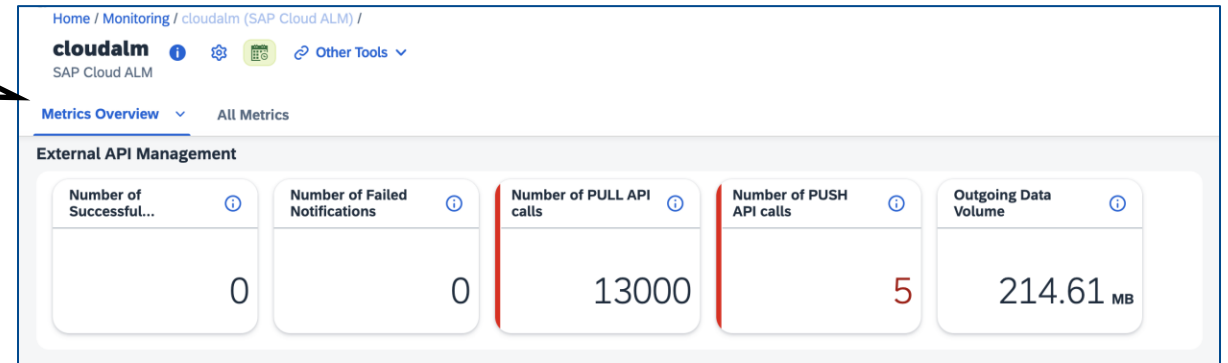 Home / Monitoring / cloudalm (SAP Cloud ALM) /
cloudalm Other Tools
SAP Cloud ALM
Metrics Overview All Metrics
External API Management
Number of
Successful...
0
Number of Failed
Notifications
0
Number of PULL API
calls
13000
Number of PUSH
API calls
5
Outgoing Data
Volume
214.61 MB